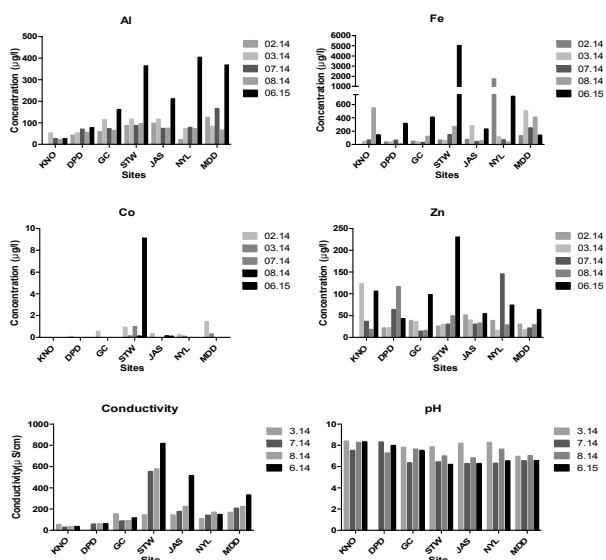 Al
Concentration (µg/l)
500
400
300
200
100
0
KNO
DPD
GC
STW
JAS
NYL
MDD
Sites
02.14
03.14
07.14
08.14
06.15
Fe
Concentration (µg/l)
6000
5000
4000
3000
2000
1000
600
400
200
0
KNO
DPD
GC
STW
JAS
NYL
MDD
Sites
02.14
03.14
07.14
08.14
06.15
Co
Concentration (µg/l)
10
8
6
4
2
0
KNO
DPD
GC
STW
JAS
NYL
MDD
Sites
02.14
03.14
07.14
08.14
06.15
Zn
Concentration (µg/l)
250
200
150
100
50
0
KNO
DPD
GC
STW
JAS
NYL
MDD
Sites
02.14
03.14
07.14
08.14
06.15
Conductivity
Conductivity(µ S/cm)
1000
800
600
400
200
0
KNO
DPD
GC
STW
JAS
NYL
MDD
Site
3.14
7.14
8.14
6.14
pH
10
8
6
4
2
0
KNO
DPD
GC
STW
JAS
NYL
MDD
Site
3.14
7.14
8.14
6.15